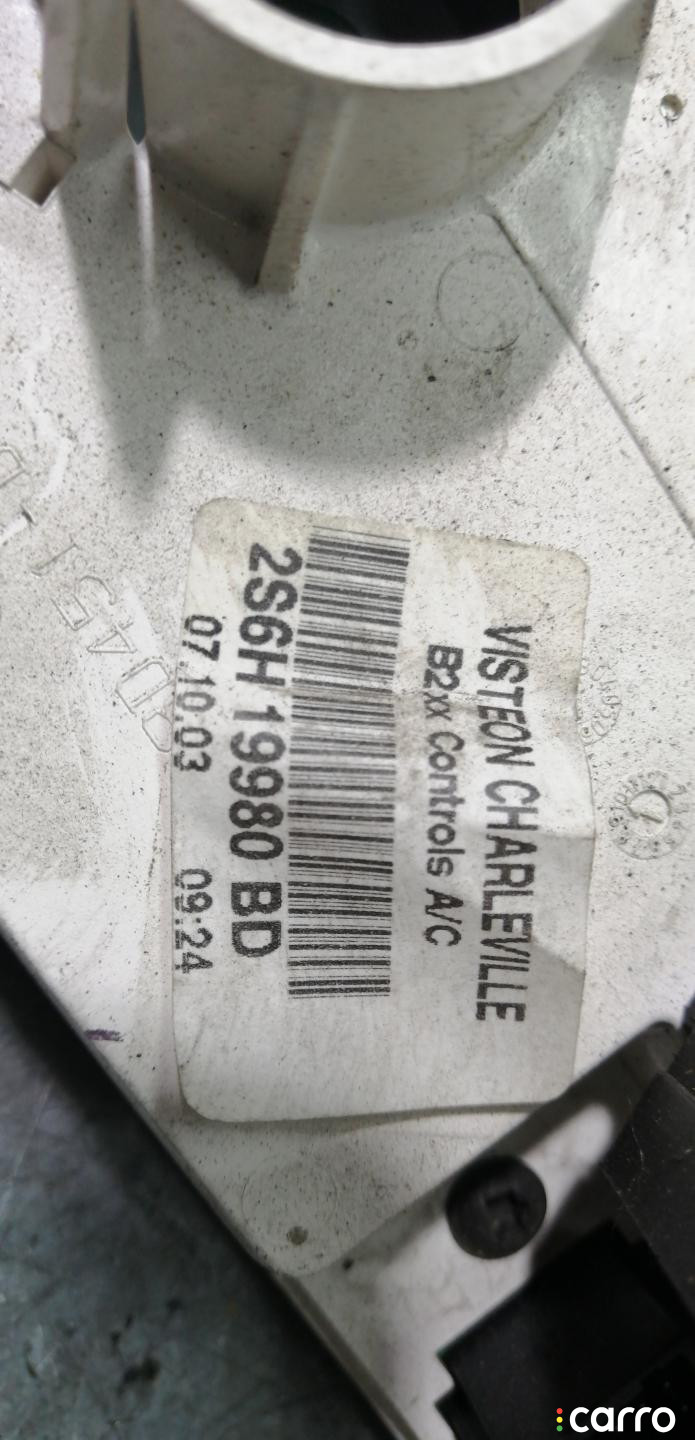 VISTEON CHARLEVILLE
B2xx Controls A/C
2S6H 19980 BD
07.10.03 09:24
carro